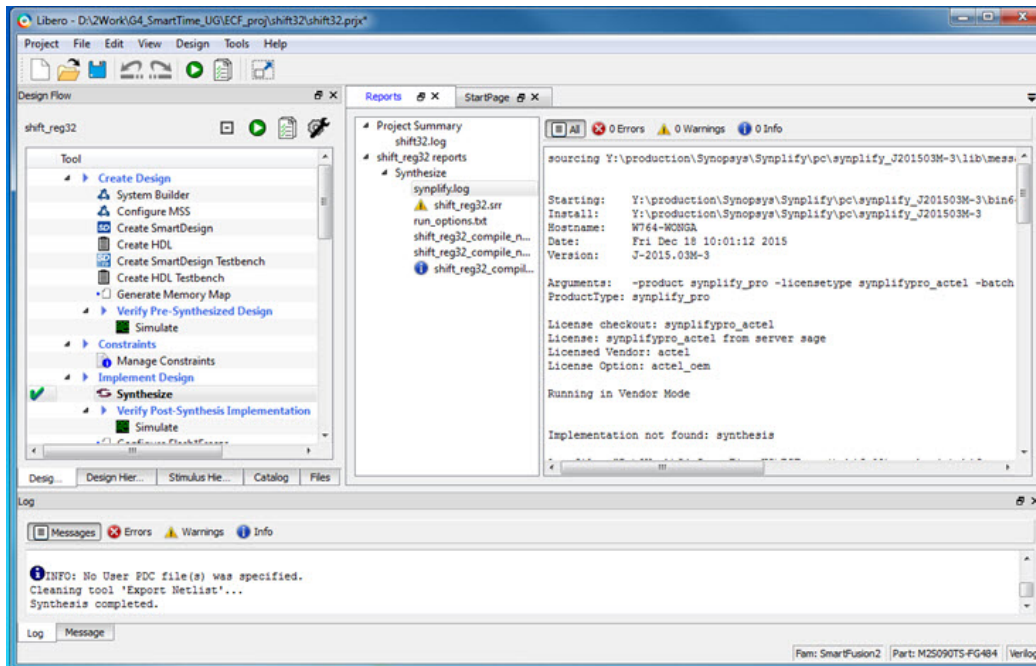 Libero - D:\2Work\G4_SmartTime_UG\ECF_proj\shift32\shift32.prjx*
Project File Edit View Design Tools Help
Design Flow
shift_reg32
Tool
Create Design
System Builder
Configure MSS
SD Create SmartDesign
Create HDL
SD Create SmartDesign Testbench
Create HDL Testbench
Generate Memory Map
Verify Pre-Synthesized Design
Simulate
Constraints
Manage Constraints
Implement Design
Synthesize
Verify Post-Synthesis Implementation
Simulate
Desig... Design Hier... Stimulus Hie... Catalog Files
Reports StartPage
Project Summary
shift32.log
shift_reg32 reports
Synthesize
synplify.log
shift_reg32.srr
run_options.txt
shift_reg32_compile_n...
shift_reg32_compile_n...
shift_reg32_compil...
All 0 Errors 0 Warnings 0 Info
sourcing Y:\production\Synopsys\Synplify\pc\synplify_J201503M-3\lib\mess
Starting: Y:\production\Synopsys\Synplify\pc\synplify_J201503M-3\bin6
Install: Y:\production\Synopsys\Synplify\pc\synplify_J201503M-3
Hostname: W764-WONGA
Date: Fri Dec 18 10:01:12 2015
Version: J-2015.03M-3
Arguments: -product synplify_pro -licensetype synplifypro_actel -batch
ProductType: synplify_pro
License checkout: synplifypro_actel
License: synplifypro_actel from server sage
Licensed Vendor: actel
License Option: actel_oem
Running in Vendor Mode
Implementation not found: synthesis
Log
Messages Errors Warnings Info
INFO: No User PDC file(s) was specified.
Cleaning tool 'Export Netlist'...
Synthesis completed.
Log Message
Fam: SmartFusion2 Part: M2S090TS-FG484 Verilog